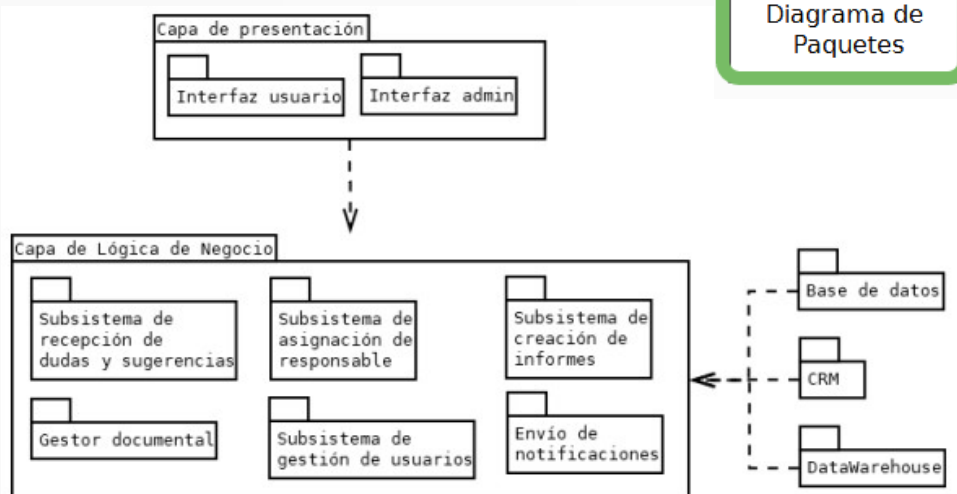 Diagrama de
Paquetes
Capa de presentación
Interfaz usuario
Interfaz admin
Capa de Lógica de Negocio
Subsistema de
recepción de
dudas y sugerencias
Subsistema de
asignación de
responsable
Subsistema de
creación de
informes
Gestor documental
Subsistema de
gestión de usuarios
Envío de
notificaciones
Base de datos
CRM
DataWarehouse